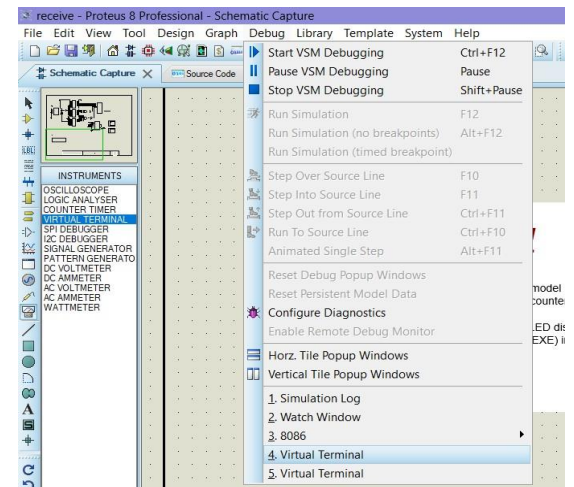 receive - Proteus 8 Professional - Schematic Capture
File Edit View Tool Design Graph Debug Library Template System Help
Schematic Capture
Source Code
Start VSM Debugging Ctrl+F12
Pause VSM Debugging Pause
Stop VSM Debugging Shift+Pause
Run Simulation F12
Run Simulation (no breakpoints) Alt+F12
Run Simulation (timed breakpoint)
Step Over Source Line F10
Step Into Source Line F11
Step Out from Source Line Ctrl+F11
Run To Source Line Ctrl+F10
Animated Single Step Alt+F11
Reset Debug Popup Windows
Reset Persistent Model Data
Configure Diagnostics
Enable Remote Debug Monitor
Horz. Tile Popup Windows
Vertical Tile Popup Windows
1. Simulation Log
2. Watch Window
3. 8086
4. Virtual Terminal
5. Virtual Terminal
INSTRUMENTS
OSCILLOSCOPE
LOGIC ANALYSER
COUNTER TIMER
VIRTUAL TERMINAL
SPI DEBUGGER
I2C DEBUGGER
SIGNAL GENERATOR
PATTERN GENERATO
DC VOLTMETER
DC AMMETER
AC VOLTMETER
AC AMMETER
WATTMETER
LBL
A
S
model
counte
LED dis
EXE) i